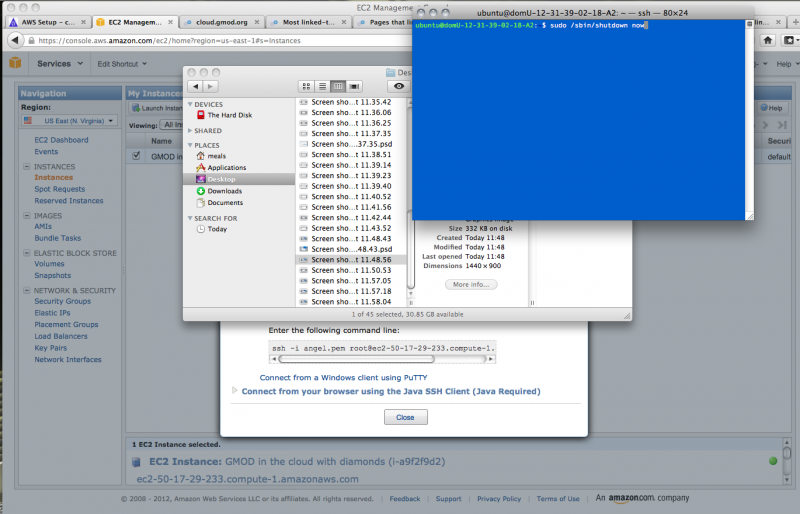 EC2 Management Co
AWS Setup – c…
EC2 Manage…
cloud.gmod.org
Most linked-t…
Pages that li
https://console.aws.amazon.com/ec2/home?region=us-east-1#s=Instances
ubuntu@domU-12-31-39-02-18-A2: ~ — ssh — 80×24
ubuntu@domU-12-31-39-02-18-A2:~$ sudo /sbin/shutdown now
Services
Edit Shortcut
Help
Navigation
Region:
US East (N. Virginia)
EC2 Dashboard
Events
INSTANCES
Instances
Spot Requests
Reserved Instances
IMAGES
AMIs
Bundle Tasks
ELASTIC BLOCK STORE
Volumes
Snapshots
NETWORK & SECURITY
Security Groups
Elastic IPs
Placement Groups
Load Balancers
Key Pairs
Network Interfaces
My Instances
Launch Instan
Help
Viewing:
All Ins
Name
Securi
GMOD in
default
Des
DEVICES
The Hard Disk
SHARED
PLACES
meals
Applications
Desktop
Downloads
Documents
SEARCH FOR
Today
Screen sho…t 11.35.42
Screen sho…t 11.36.06
Screen sho…t 11.36.25
Screen sho…t 11.37.35
Screen sho….37.35.psd
Screen sho…t 11.38.51
Screen sho…t 11.39.14
Screen sho…t 11.39.23
Screen sho…t 11.39.40
Screen sho…t 11.40.52
Screen sho…t 11.41.56
Screen sho…t 11.42.44
Screen sho…t 11.43.52
Screen sho…t 11.48.43
Screen sho….48.43.psd
Screen sho…t 11.48.56
Screen sho…t 11.50.53
Screen sho…t 11.57.05
Screen sho…t 11.57.18
Screen sho…t 11.58.04
Size 332 KB on disk
Created Today 11:48
Modified Today 11:48
Last opened Today 11:48
Dimensions 1440 × 900
More info...
1 of 45 selected, 30.85 GB available
Enter the following command line:
ssh -i angel.pem root@ec2-50-17-29-233.compute-1.
Connect from a Windows client using PuTTY
Connect from your browser using the Java SSH Client (Java Required)
Close
1 EC2 Instance selected.
EC2 Instance: GMOD in the cloud with diamonds (i-a9f2f9d2)
ec2-50-17-29-233.compute-1.amazonaws.com
© 2008 - 2012, Amazon Web Services LLC or its affiliates. All rights reserved.
Feedback
Support
Privacy Policy
Terms of Use
An amazon.com. company